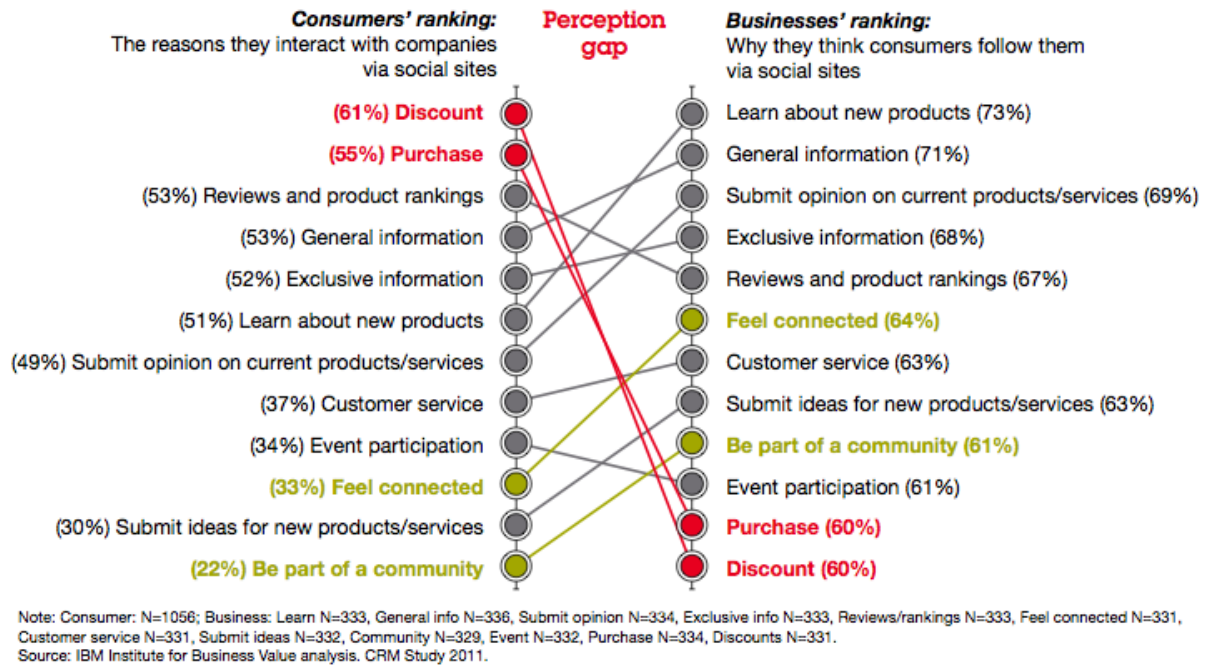 Consumers' ranking:
The reasons they interact with companies
via social sites
Perception
gap
Businesses' ranking:
Why they think consumers follow them
via social sites
(61%) Discount
(55%) Purchase
(53%) Reviews and product rankings
(53%) General information
(52%) Exclusive information
(51%) Learn about new products
(49%) Submit opinion on current products/services
(37%) Customer service
(34%) Event participation
(33%) Feel connected
(30%) Submit ideas for new products/services
(22%) Be part of a community
Learn about new products (73%)
General information (71%)
Submit opinion on current products/services (69%)
Exclusive information (68%)
Reviews and product rankings (67%)
Feel connected (64%)
Customer service (63%)
Submit ideas for new products/services (63%)
Be part of a community (61%)
Event participation (61%)
Purchase (60%)
Discount (60%)
Note: Consumer: N=1056; Business: Learn N=333, General info N=336, Submit opinion N=334, Exclusive info N=333, Reviews/rankings N=333, Feel connected N=331,
Customer service N=331, Submit ideas N=332, Community N=329, Event N=332, Purchase N=334, Discounts N=331.
Source: IBM Institute for Business Value analysis. CRM Study 2011.